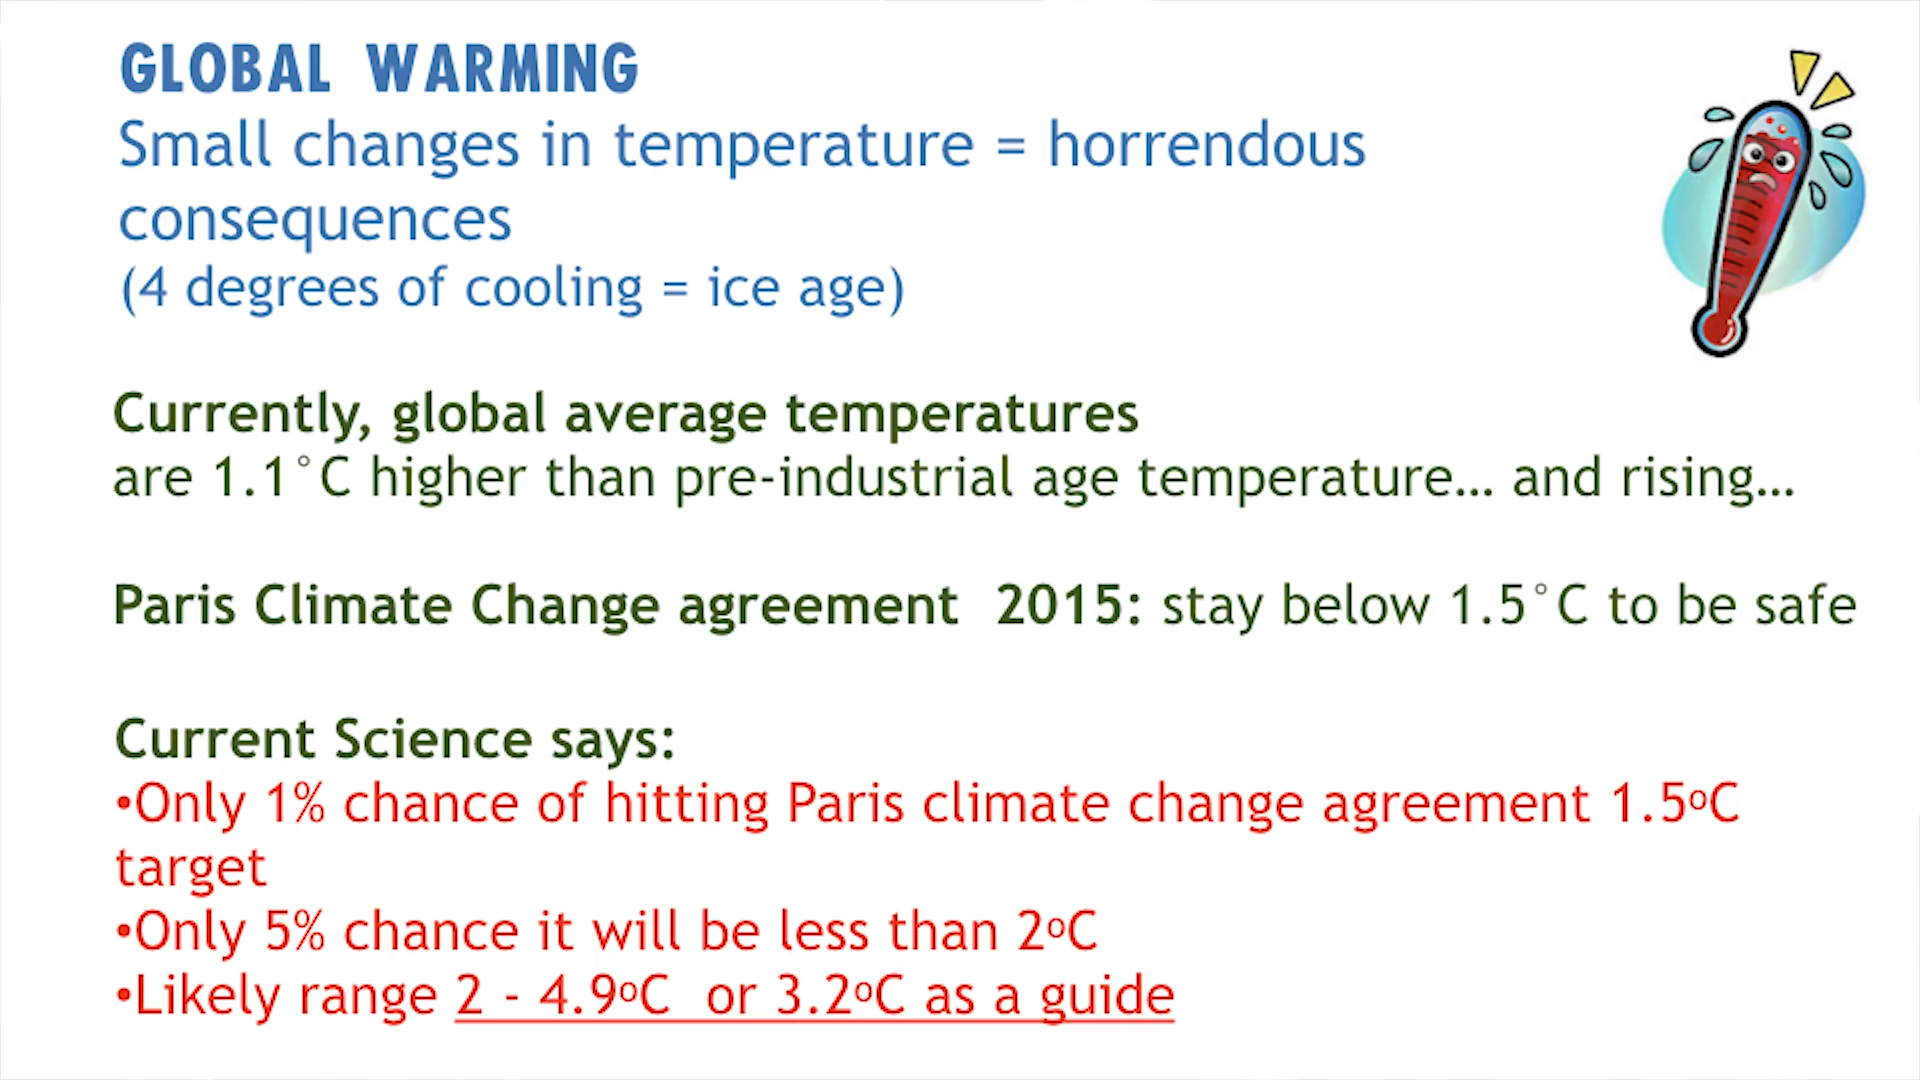 GLOBAL WARMING
Small changes in temperature = horrendous
consequences
(4 degrees of cooling = ice age)
Currently, global average temperatures
are 1.1°C higher than pre-industrial age temperature… and rising…
Paris Climate Change agreement 2015: stay below 1.5°C to be safe
Current Science says:
•Only 1% chance of hitting Paris climate change agreement 1.5ºC
target
•Only 5% chance it will be less than 2ºC
•Likely range 2 - 4.9ºC or 3.2ºC as a guide